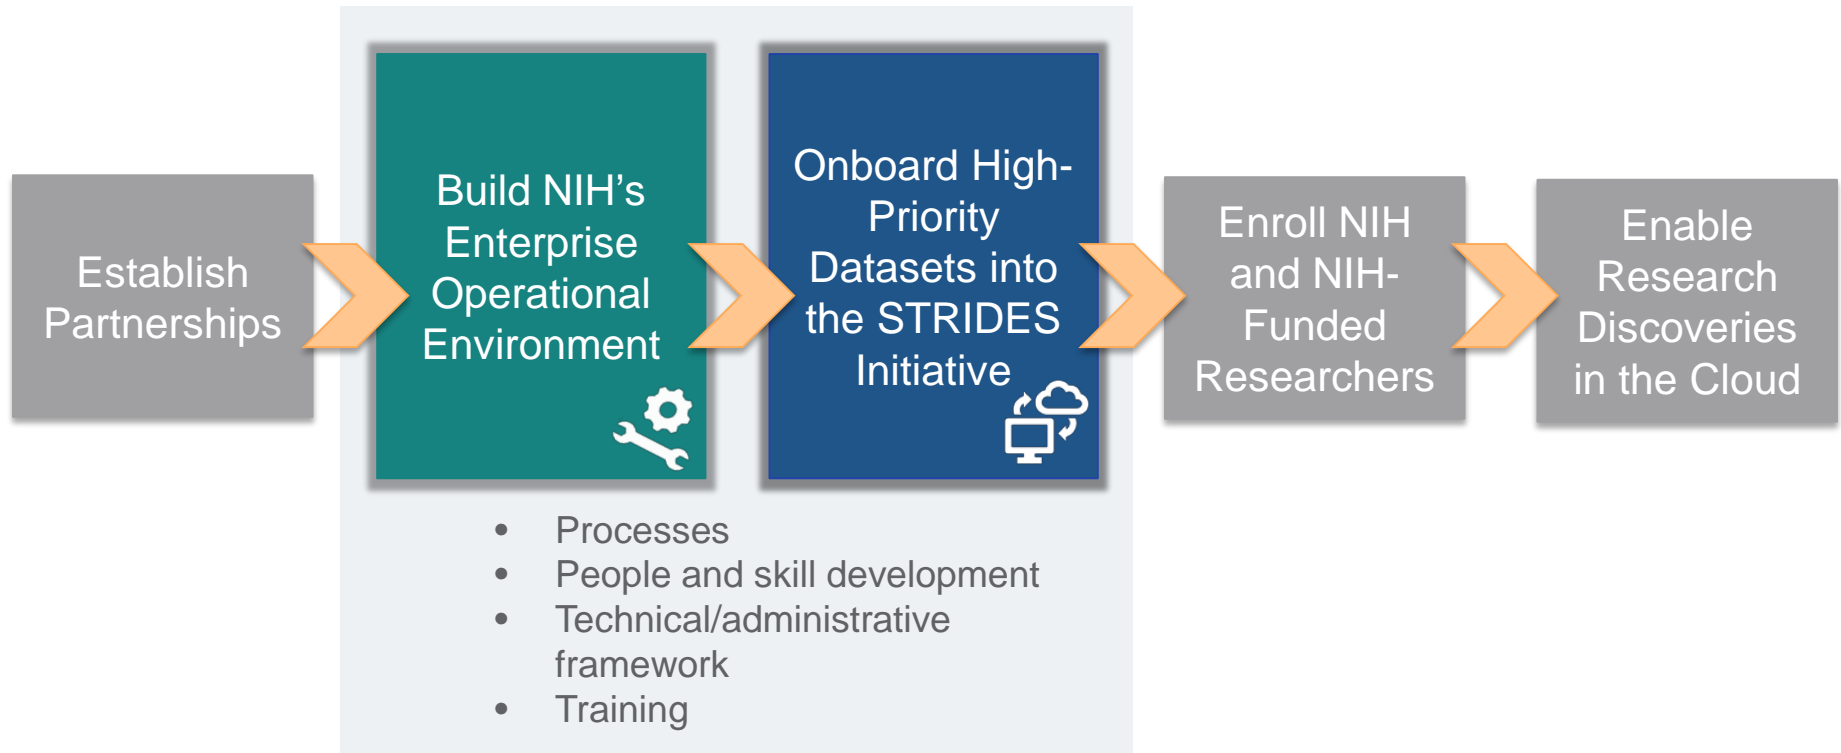 Establish
Partnerships
Build NIH’s
Enterprise
Operational
Environment
Onboard High-
Priority
Datasets into
the STRIDES
Initiative
Enroll NIH
and NIH-
Funded
Researchers
Enable
Research
Discoveries
in the Cloud
• Processes
• People and skill development
• Technical/administrative
framework
• Training